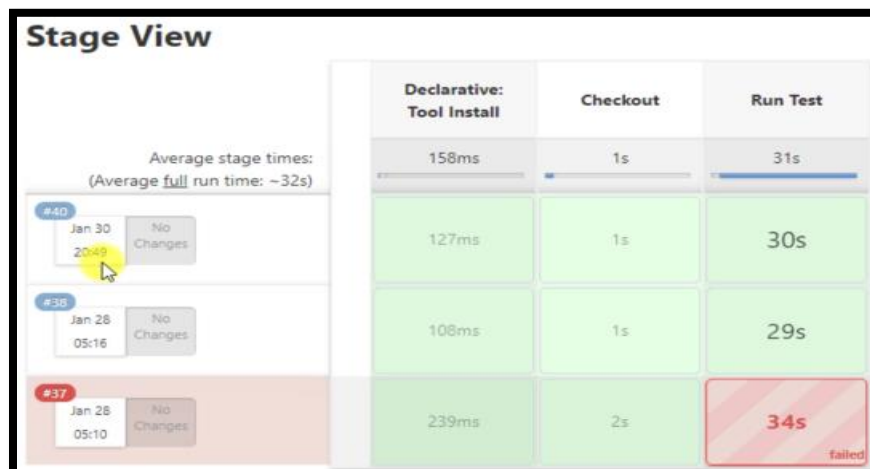 Stage View
Declarative:
Tool Install
Checkout
Run Test
Average stage times:
(Average full run time: ~32s)
158ms
1s
31s
#40
Jan 30
20:49
No
Changes
127ms
1s
30s
#38
Jan 28
05:16
No
Changes
108ms
1s
29s
#37
Jan 28
05:10
No
Changes
239ms
2s
34s
failed